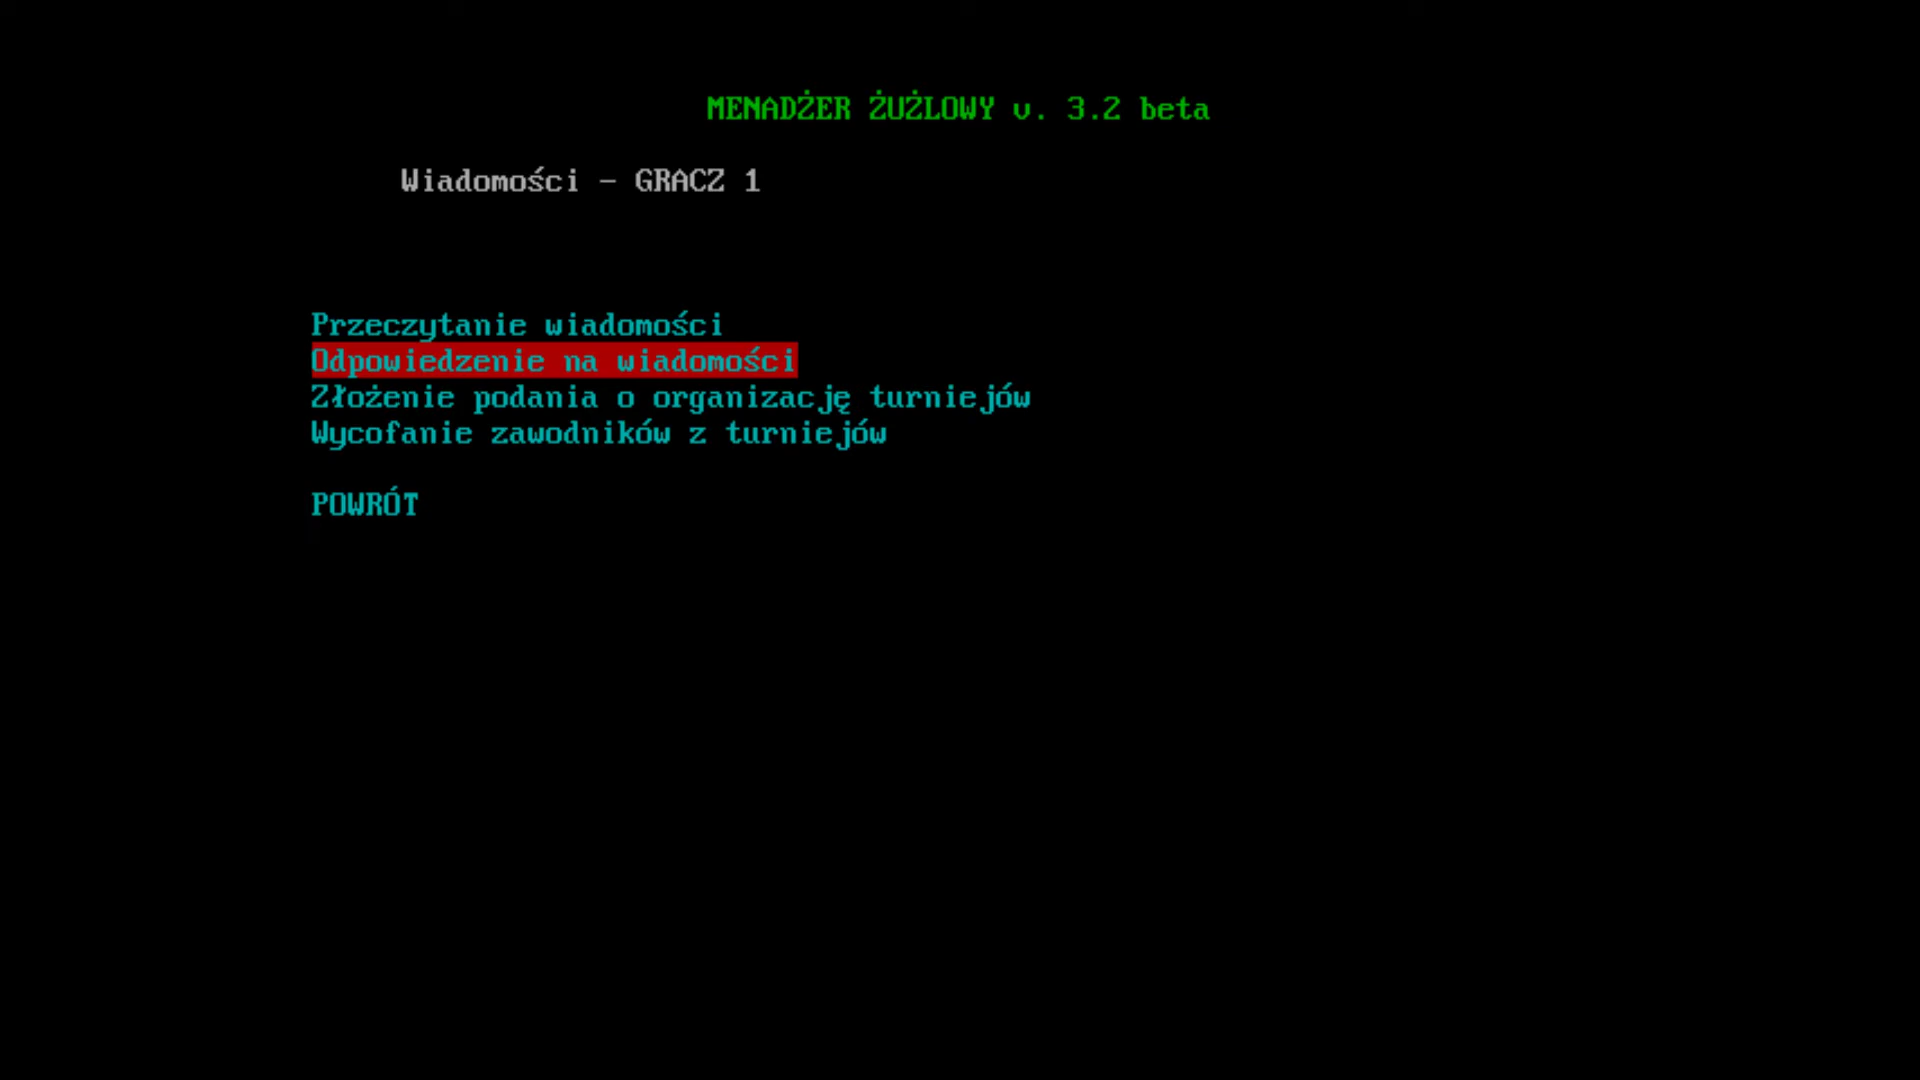 MENADŻER ŻUŻLOWY v. 3.2 beta
Wiadomości - GRACZ 1
Przeczytanie wiadomości
Odpowiedzenie na wiadomości
Złożenie podania o organizację turniejów
Wycofanie zawodników z turniejów
POWRÓT